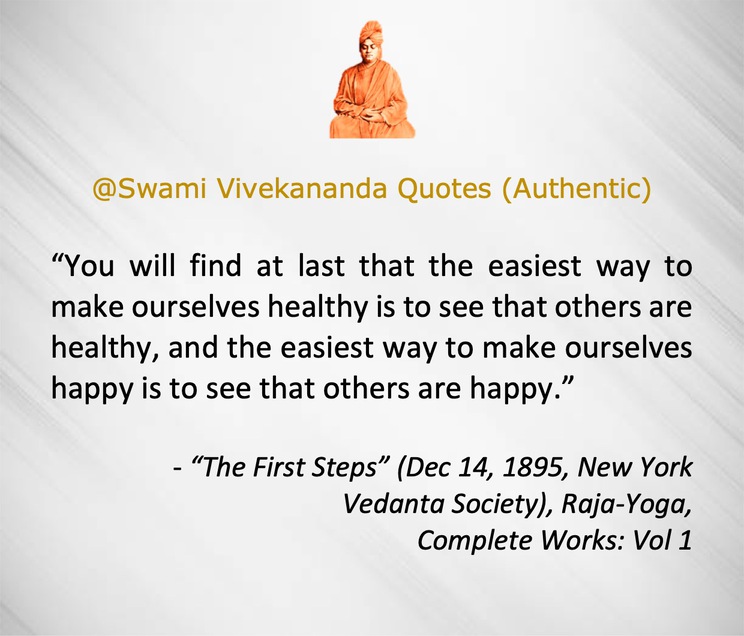 @Swami Vivekananda Quotes (Authentic)
“You will find at last that the easiest way to
make ourselves healthy is to see that others are
healthy, and the easiest way to make ourselves
happy is to see that others are happy.”
- “The First Steps” (Dec 14, 1895, New York
Vedanta Society), Raja-Yoga,
Complete Works: Vol 1